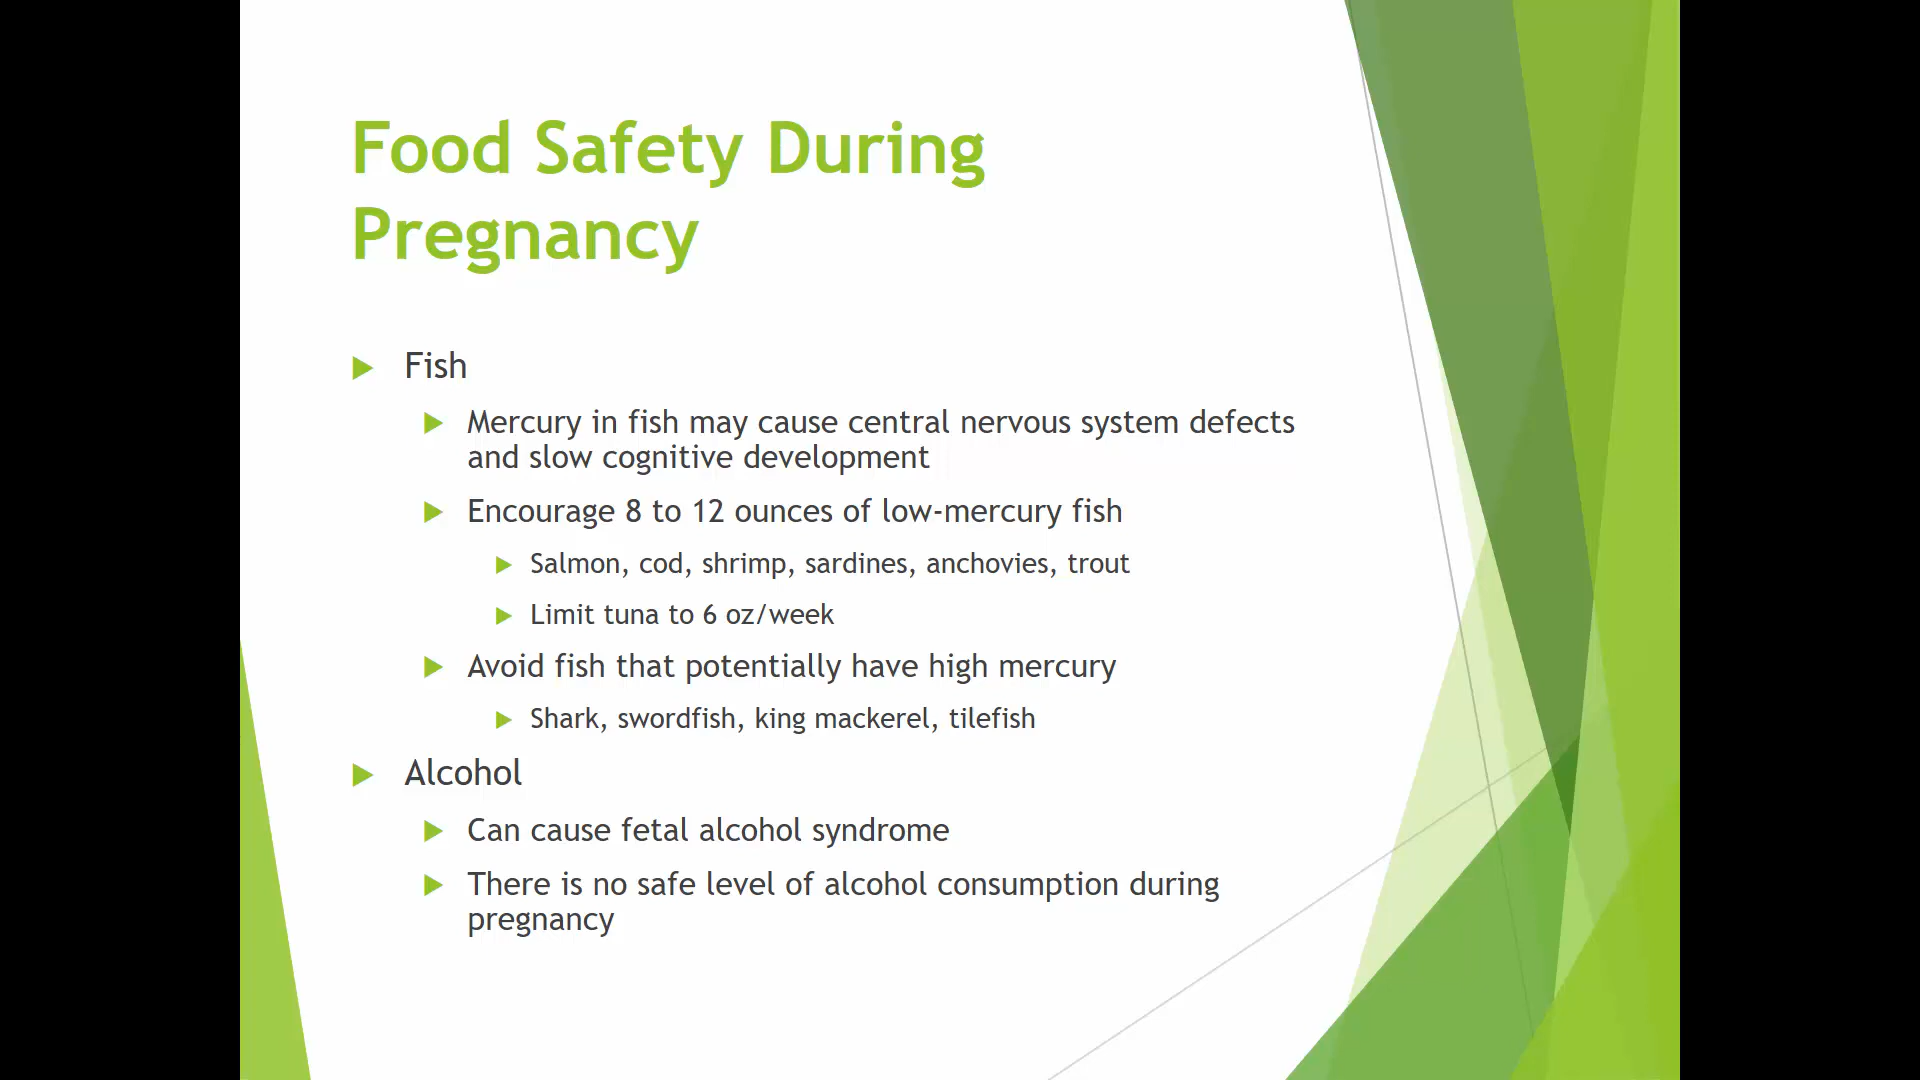 Food Safety During
Pregnancy
Fish
Mercury in fish may cause central nervous system defects
and slow cognitive development
Encourage 8 to 12 ounces of low-mercury fish
Salmon, cod, shrimp, sardines, anchovies, trout
Limit tuna to 6 oz/week
Avoid fish that potentially have high mercury
Shark, swordfish, king mackerel, tilefish
Alcohol
Can cause fetal alcohol syndrome
There is no safe level of alcohol consumption during
pregnancy